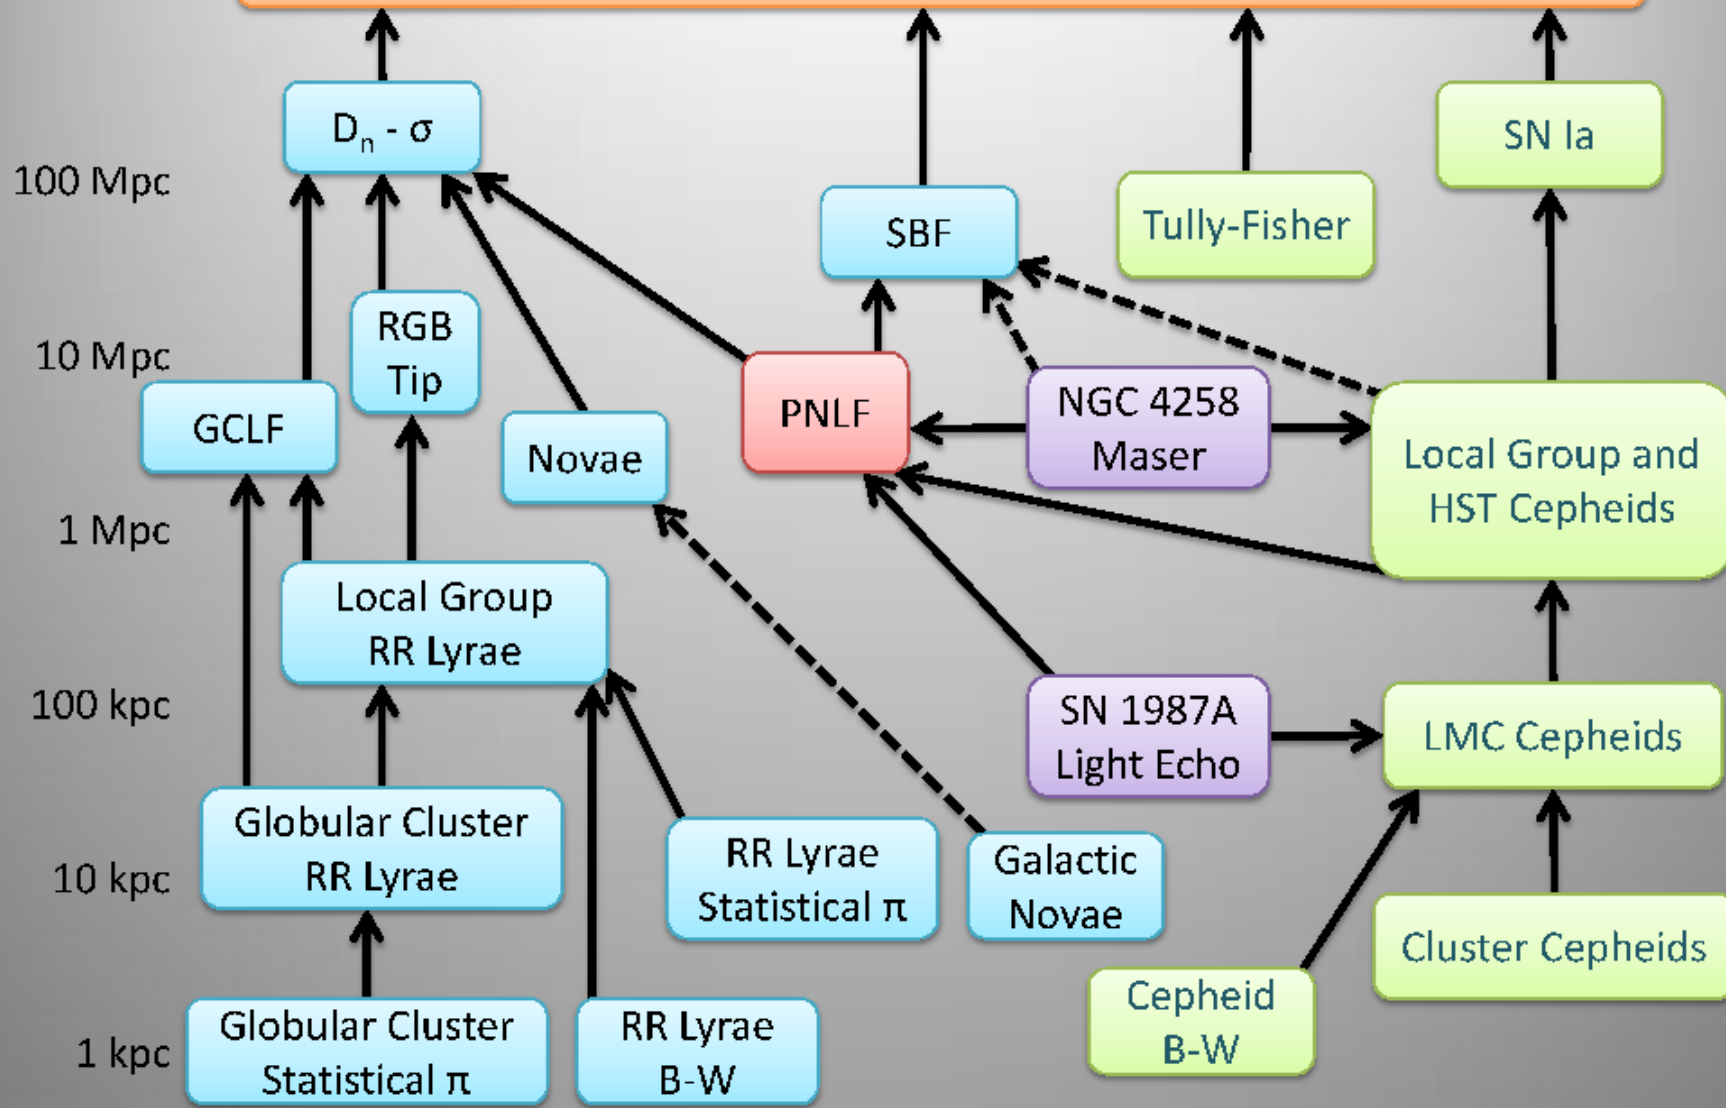 Dn - σ
SN Ia
100 Mpc
SBF
Tully-Fisher
RGB
Tip
10 Mpc
GCLF
Novae
PNLF
NGC 4258
Maser
Local Group and
HST Cepheids
1 Mpc
Local Group
RR Lyrae
100 kpc
SN 1987A
Light Echo
LMC Cepheids
Globular Cluster
RR Lyrae
10 kpc
RR Lyrae
Statistical π
Galactic
Novae
Cluster Cepheids
Cepheid
B-W
1 kpc
Globular Cluster
Statistical π
RR Lyrae
B-W